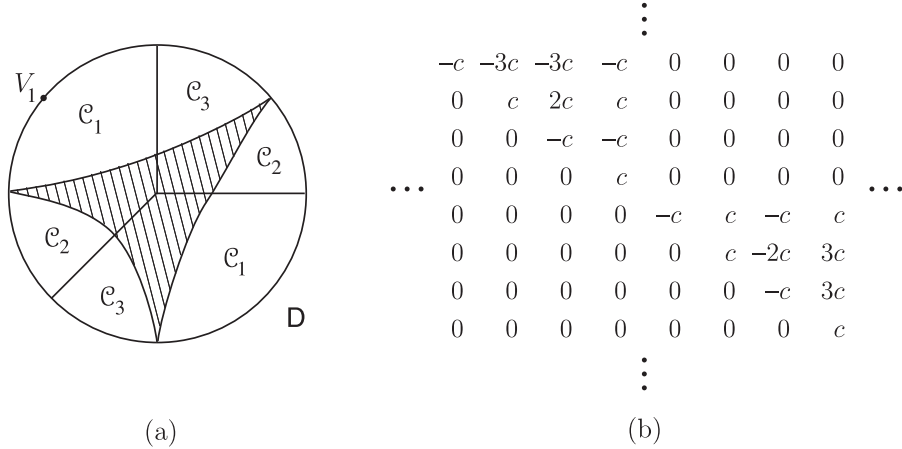 V₁
𝒞₁
𝒞₃
𝒞₂
𝒞₂
𝒞₃
𝒞₁
D
(a)
⋮
–c –3c –3c –c 0 0 0 0
0 c 2c c 0 0 0 0
0 0 –c –c 0 0 0 0
⋯ 0 0 0 c 0 0 0 0 ⋯
0 0 0 0 –c c –c c
0 0 0 0 0 c –2c 3c
0 0 0 0 0 0 –c 3c
0 0 0 0 0 0 0 c
⋮
(b)